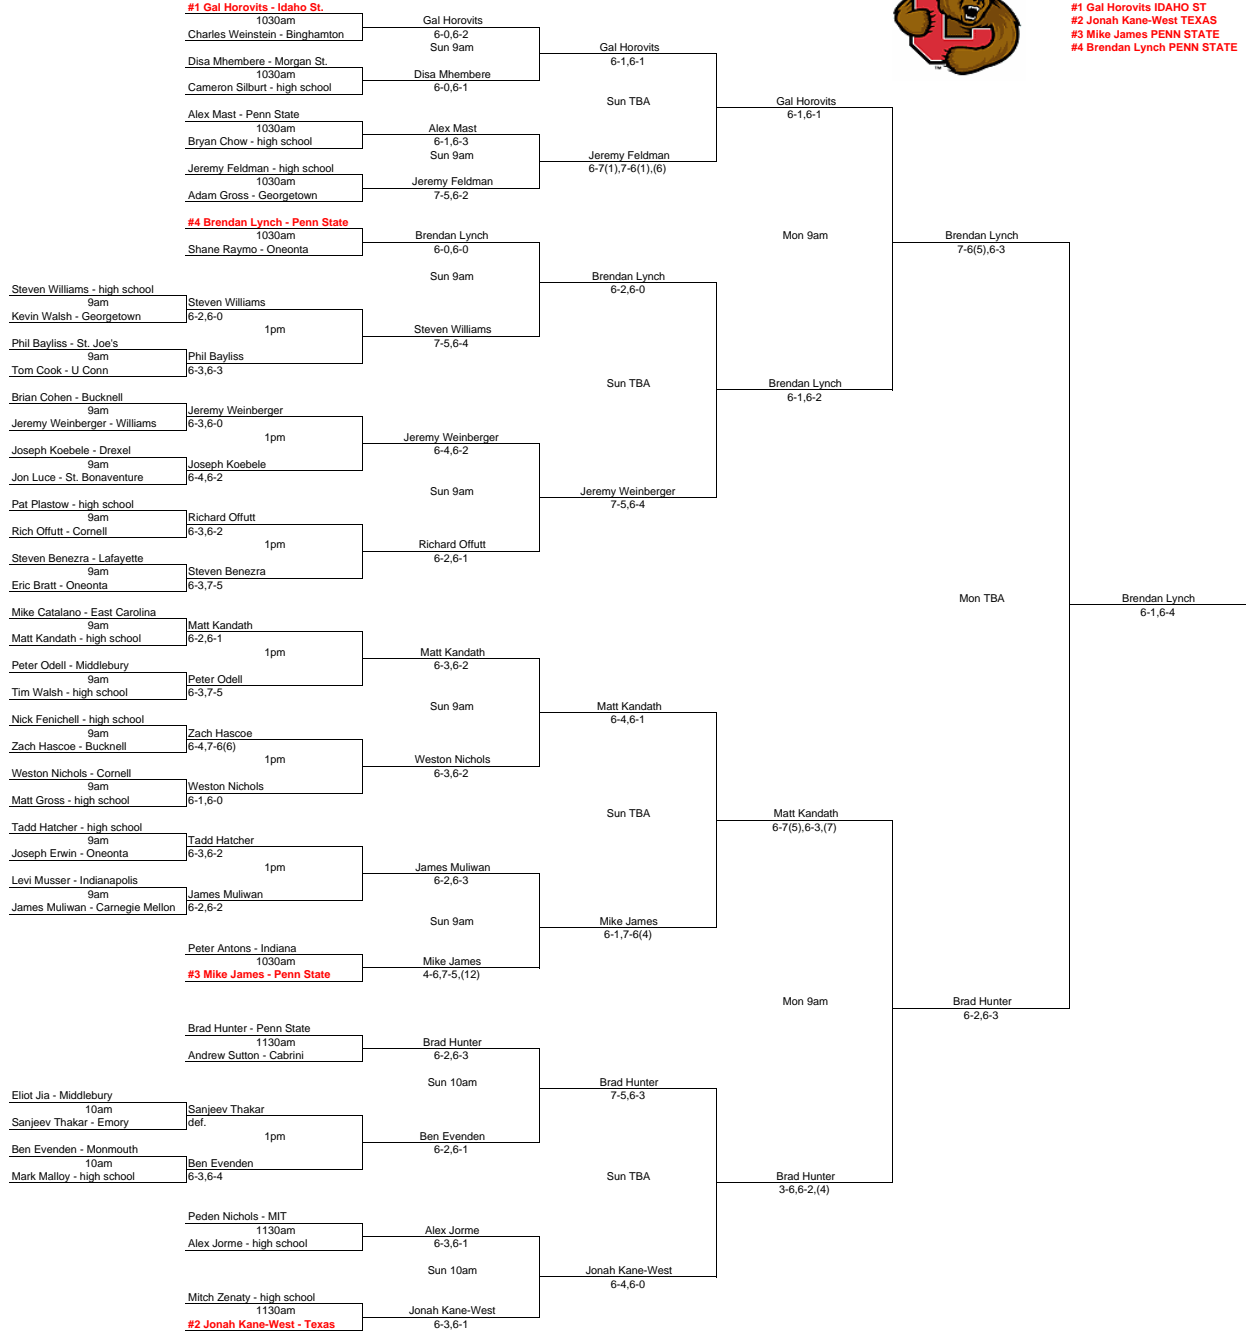 #1 Gal Horovits - Idaho St.
1030am
Charles Weinstein - Binghamton
Gal Horovits
6-0,6-2
Sun 9am
Disa Mhembere - Morgan St.
1030am
Cameron Silburt - high school
Disa Mhembere
6-0,6-1
Gal Horovits
6-1,6-1
Sun TBA
Alex Mast - Penn State
1030am
Bryan Chow - high school
Alex Mast
6-1,6-3
Sun 9am
Jeremy Feldman - high school
1030am
Adam Gross - Georgetown
Jeremy Feldman
7-5,6-2
Jeremy Feldman
6-7(1),7-6(1),(6)
Gal Horovits
6-1,6-1
#1 Gal Horovits IDAHO ST
#2 Jonah Kane-West TEXAS
#3 Mike James PENN STATE
#4 Brendan Lynch PENN STATE
#4 Brendan Lynch - Penn State
1030am
Shane Raymo - Oneonta
Brendan Lynch
6-0,6-0
Sun 9am
Mon 9am
Brendan Lynch
7-6(5),6-3
Steven Williams - high school
9am
Kevin Walsh - Georgetown
Steven Williams
6-2,6-0
1pm
Phil Bayliss - St. Joe's
9am
Tom Cook - U Conn
Phil Bayliss
6-3,6-3
Steven Williams
7-5,6-4
Brendan Lynch
6-2,6-0
Sun TBA
Brendan Lynch
6-1,6-2
Brian Cohen - Bucknell
9am
Jeremy Weinberger - Williams
Jeremy Weinberger
6-3,6-0
1pm
Joseph Koebele - Drexel
9am
Jon Luce - St. Bonaventure
Joseph Koebele
6-4,6-2
Jeremy Weinberger
6-4,6-2
Sun 9am
Jeremy Weinberger
7-5,6-4
Pat Plastow - high school
9am
Rich Offutt - Cornell
Richard Offutt
6-3,6-2
1pm
Steven Benezra - Lafayette
9am
Eric Bratt - Oneonta
Steven Benezra
6-3,7-5
Richard Offutt
6-2,6-1
Mon TBA
Brendan Lynch
6-1,6-4
Mike Catalano - East Carolina
9am
Matt Kandath - high school
Matt Kandath
6-2,6-1
1pm
Peter Odell - Middlebury
9am
Tim Walsh - high school
Peter Odell
6-3,7-5
Matt Kandath
6-3,6-2
Sun 9am
Matt Kandath
6-4,6-1
Nick Fenichell - high school
9am
Zach Hascoe - Bucknell
Zach Hascoe
6-4,7-6(6)
1pm
Weston Nichols - Cornell
9am
Matt Gross - high school
Weston Nichols
6-1,6-0
Weston Nichols
6-3,6-2
Sun TBA
Matt Kandath
6-7(5),6-3,(7)
Tadd Hatcher - high school
9am
Joseph Erwin - Oneonta
Tadd Hatcher
6-3,6-2
1pm
Levi Musser - Indianapolis
9am
James Muliwan - Carnegie Mellon
James Muliwan
6-2,6-2
James Muliwan
6-2,6-3
Sun 9am
Mike James
6-1,7-6(4)
Peter Antons - Indiana
1030am
#3 Mike James - Penn State
Mike James
4-6,7-5,(12)
Mon 9am
Brad Hunter
6-2,6-3
Brad Hunter - Penn State
1130am
Andrew Sutton - Cabrini
Brad Hunter
6-2,6-3
Sun 10am
Brad Hunter
7-5,6-3
Eliot Jia - Middlebury
10am
Sanjeev Thakar - Emory
Sanjeev Thakar
def.
1pm
Ben Evenden - Monmouth
10am
Mark Malloy - high school
Ben Evenden
6-3,6-4
Ben Evenden
6-2,6-1
Sun TBA
Brad Hunter
3-6,6-2,(4)
Peden Nichols - MIT
1130am
Alex Jorme - high school
Alex Jorme
6-3,6-1
Sun 10am
Jonah Kane-West
6-4,6-0
Mitch Zenaty - high school
1130am
#2 Jonah Kane-West - Texas
Jonah Kane-West
6-3,6-1